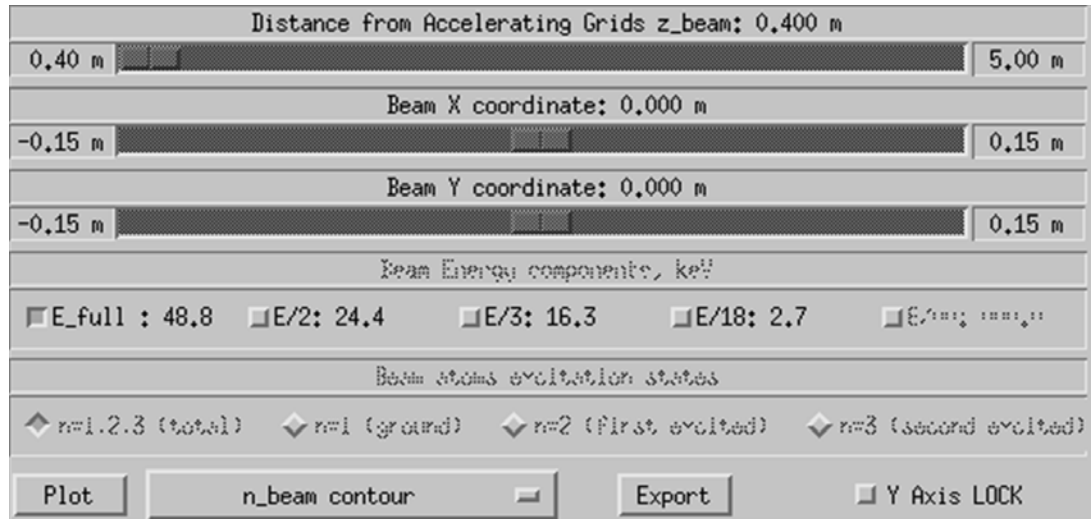 Distance from Accelerating Grids z_beam: 0.400 m
0.40 m 5.00 m
Beam X coordinate: 0.000 m
-0.15 m 0.15 m
Beam Y coordinate: 0.000 m
-0.15 m 0.15 m
Beam Energy components, keV
E_full : 48.8 E/2: 24.4 E/3: 16.3 E/18: 2.7
Beam atoms excitation states
n=1,2,3 (total) n=1 (ground) n=2 (first excited) n=3 (second excited)
Plot n_beam contour Export Y Axis LOCK